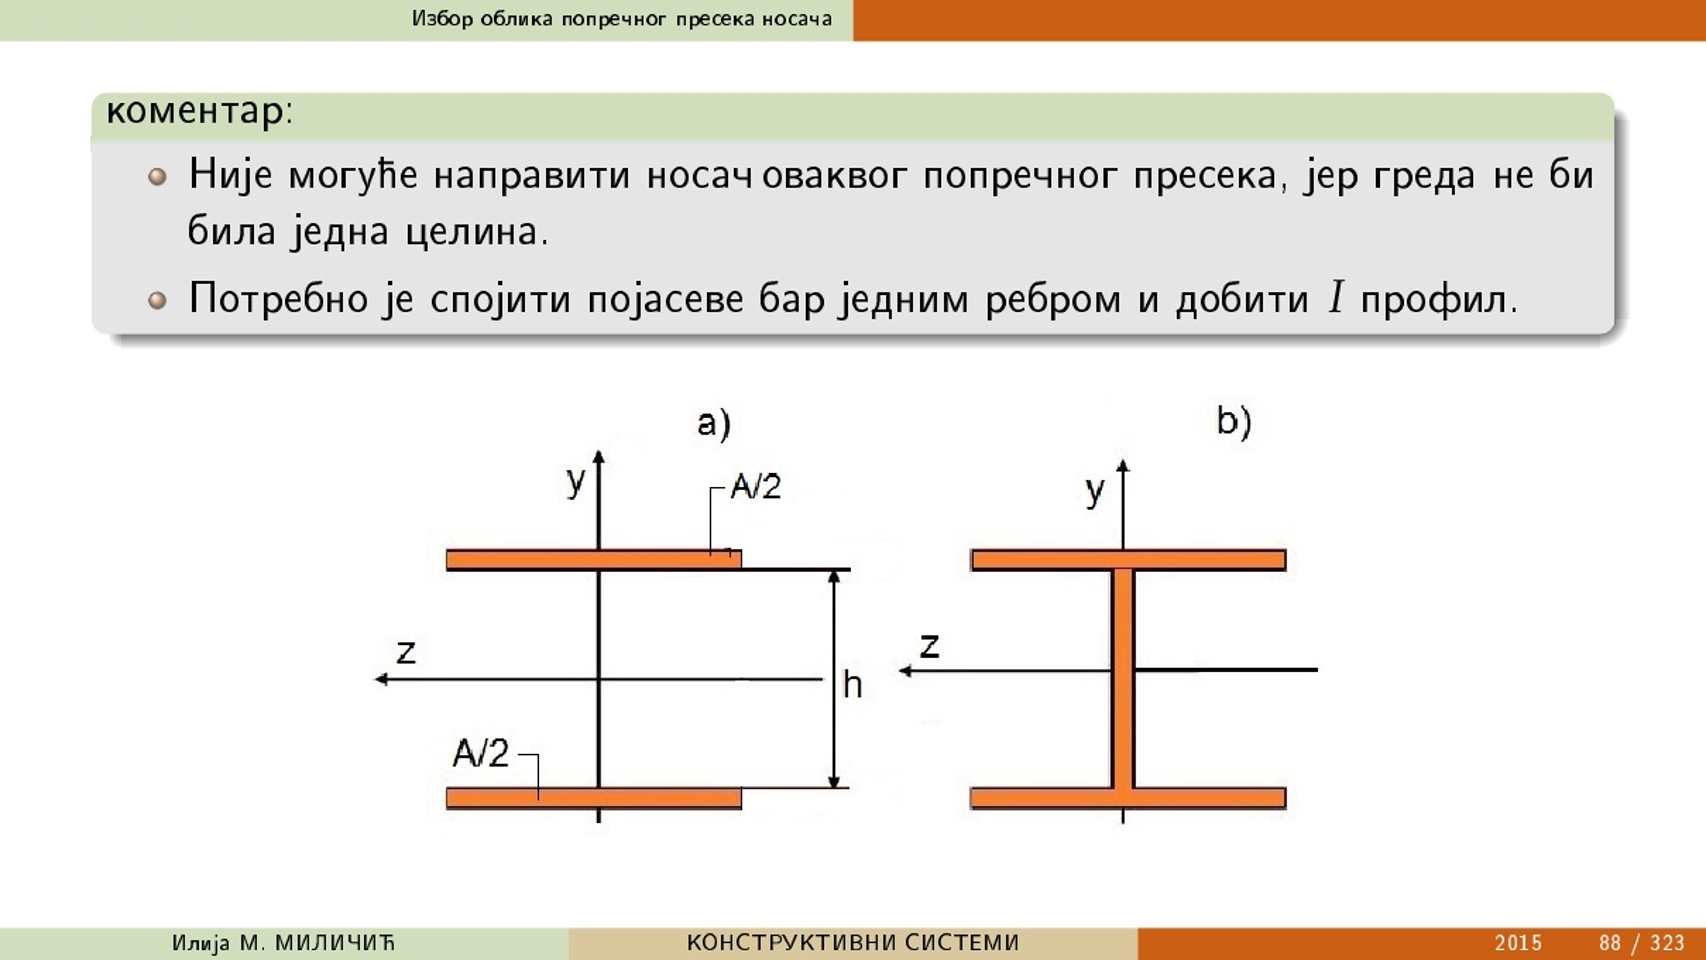 Избор облика попречног пресека носача
коментар:
Није могуће направити носач оваквог попречног пресека, јер греда не би
била једна целина.
Потребно је спојити појасеве бар једним ребром и добити I профил.
a)
b)
y
A/2
y
z
h
z
A/2
Илија М. МИЛИЧИЋ
КОНСТРУКТИВНИ СИСТЕМИ
2015
88 / 323